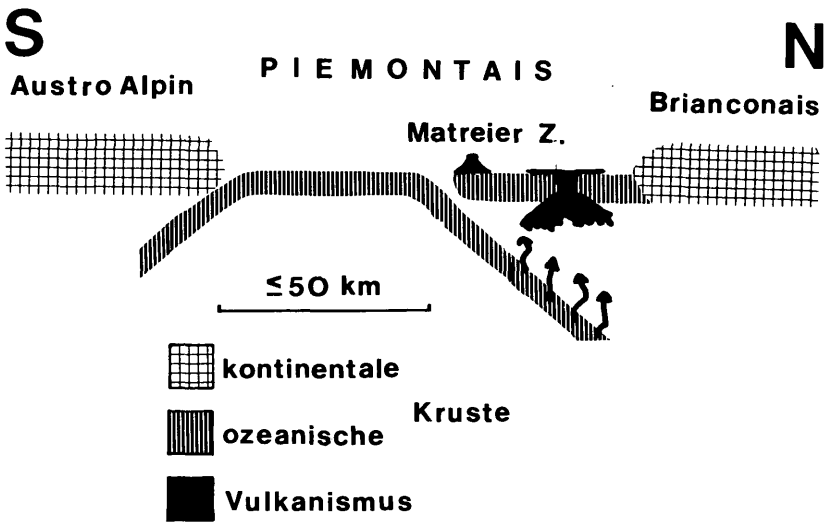 S
N
PIEMONTAIS
Austro Alpin
Brianconais
Matreier Z.
≤50 km
kontinentale
Kruste
ozeanische
Vulkanismus